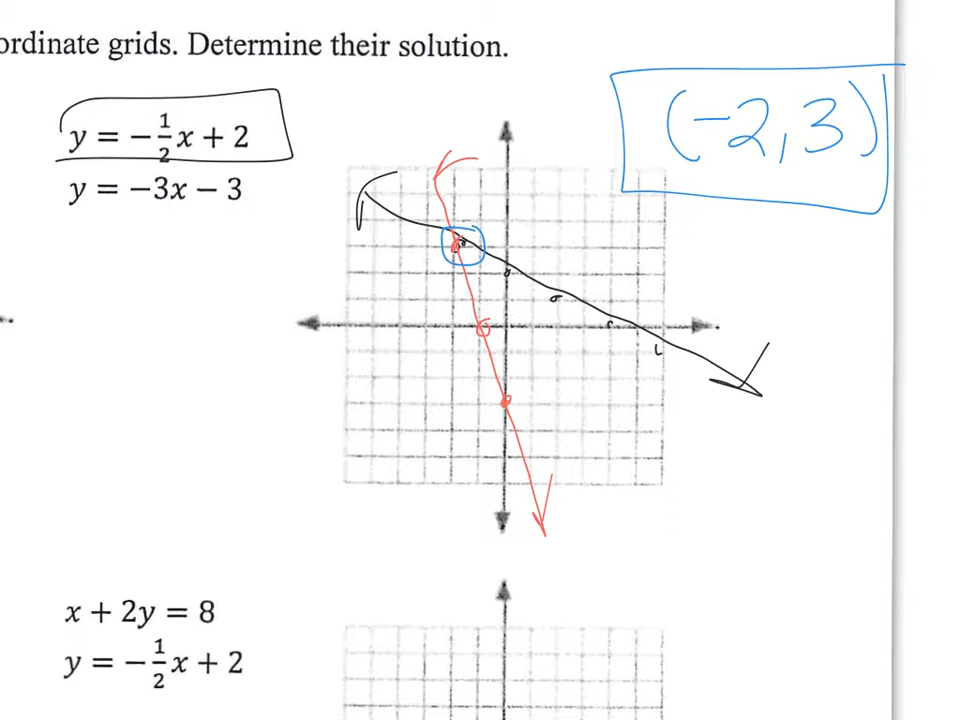 ordinate grids. Determine their solution.
y = -1/2x + 2
y = -3x - 3
(-2,3)
x + 2y = 8
y = -1/2x + 2